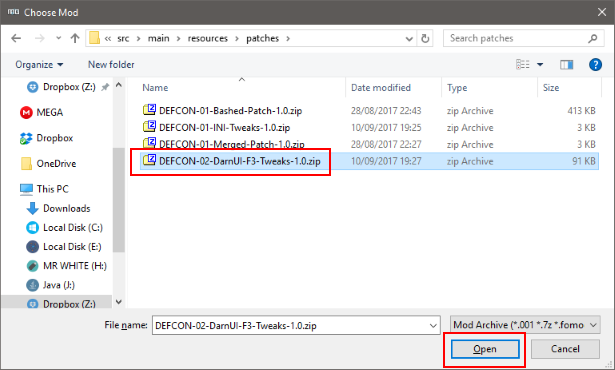 Choose Mod
« src › main › resources › patches ›
Search patches
Organize
New folder
Name
Date modified
Type
Size
Dropbox (Z:)
MEGA
Dropbox
OneDrive
This PC
Downloads
Local Disk (C:)
Local Disk (E:)
MR WHITE (H:)
Java (J:)
Dropbox (Z:)
DEFCON-01-Bashed-Patch-1.0.zip 28/08/2017 22:43 zip Archive 413 KB
DEFCON-01-INI-Tweaks-1.0.zip 10/09/2017 19:25 zip Archive 3 KB
DEFCON-01-Merged-Patch-1.0.zip 28/08/2017 22:27 zip Archive 3 KB
DEFCON-02-DarnUI-F3-Tweaks-1.0.zip 10/09/2017 19:27 zip Archive 91 KB
File name: DEFCON-02-DarnUI-F3-Tweaks-1.0.zip
Mod Archive (*.001 *.7z *.fomo
Open
Cancel